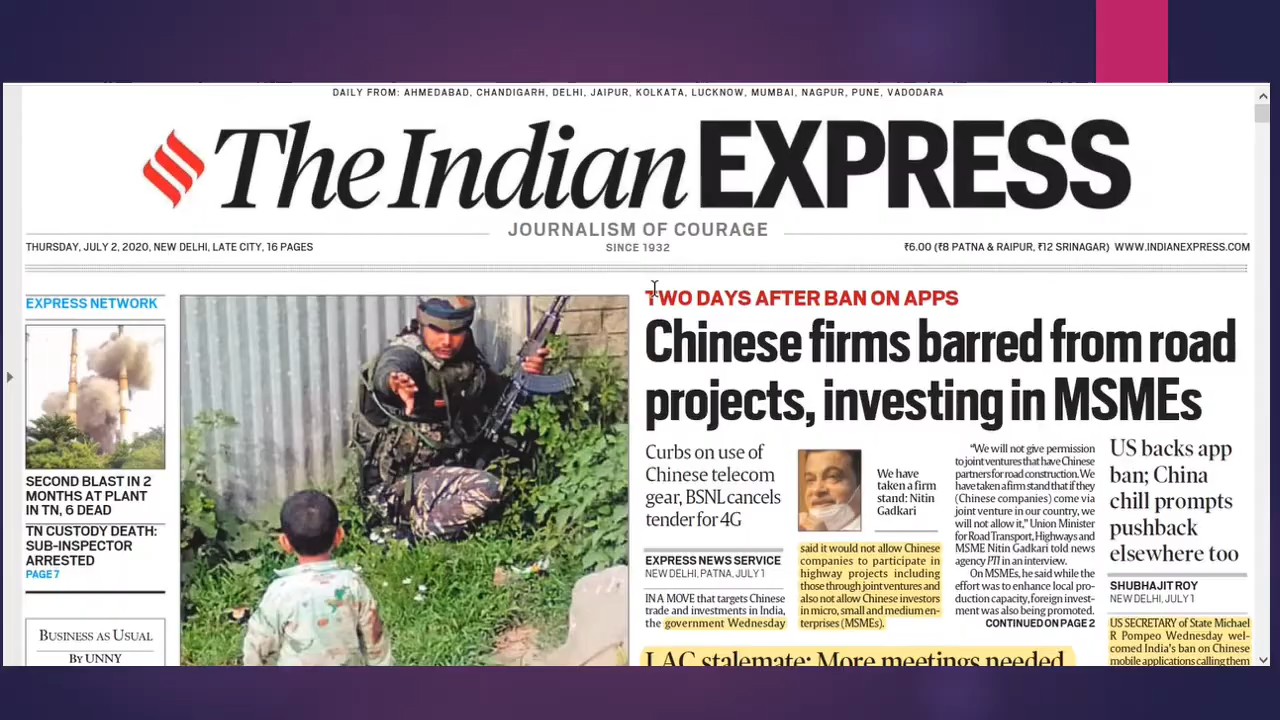 DAILY FROM: AHMEDABAD, CHANDIGARH, DELHI, JAIPUR, KOLKATA, LUCKNOW, MUMBAI, NAGPUR, PUNE, VADODARA
The Indian EXPRESS
JOURNALISM OF COURAGE
SINCE 1932
THURSDAY, JULY 2, 2020, NEW DELHI, LATE CITY, 16 PAGES
₹6.00 (₹8 PATNA & RAIPUR, ₹12 SRINAGAR) WWW.INDIANEXPRESS.COM
EXPRESS NETWORK
SECOND BLAST IN 2
MONTHS AT PLANT
IN TN, 6 DEAD
TN CUSTODY DEATH:
SUB-INSPECTOR
ARRESTED
PAGE 7
BUSINESS AS USUAL
BY UNNY
TWO DAYS AFTER BAN ON APPS
Chinese firms barred from road
projects, investing in MSMEs
Curbs on use of
Chinese telecom
gear, BSNL cancels
tender for 4G
EXPRESS NEWS SERVICE
NEW DELHI, PATNA, JULY 1
IN A MOVE that targets Chinese
trade and investments in India,
the government Wednesday
We have
taken a firm
stand: Nitin
Gadkari
said it would not allow Chinese
companies to participate in
highway projects including
those through joint ventures and
also not allow Chinese investors
in micro, small and medium en-
terprises (MSMEs).
"We will not give permission
to joint ventures that have Chinese
partners for road construction. We
have taken a firm stand that if they
(Chinese companies) come via
joint venture in our country, we
will not allow it," Union Minister
for Road Transport, Highways and
MSME Nitin Gadkari told news
agency PTI in an interview.
On MSMEs, he said while the
effort was to enhance local pro-
duction capacity, foreign invest-
ment was also being promoted.
CONTINUED ON PAGE 2
US backs app
ban; China
chill prompts
pushback
elsewhere too
SHUBHAJIT ROY
NEW DELHI, JULY 1
US SECRETARY of State Michael
R Pompeo Wednesday wel-
comed India's ban on Chinese
mobile applications calling them
LAC stalemate: More meetings needed